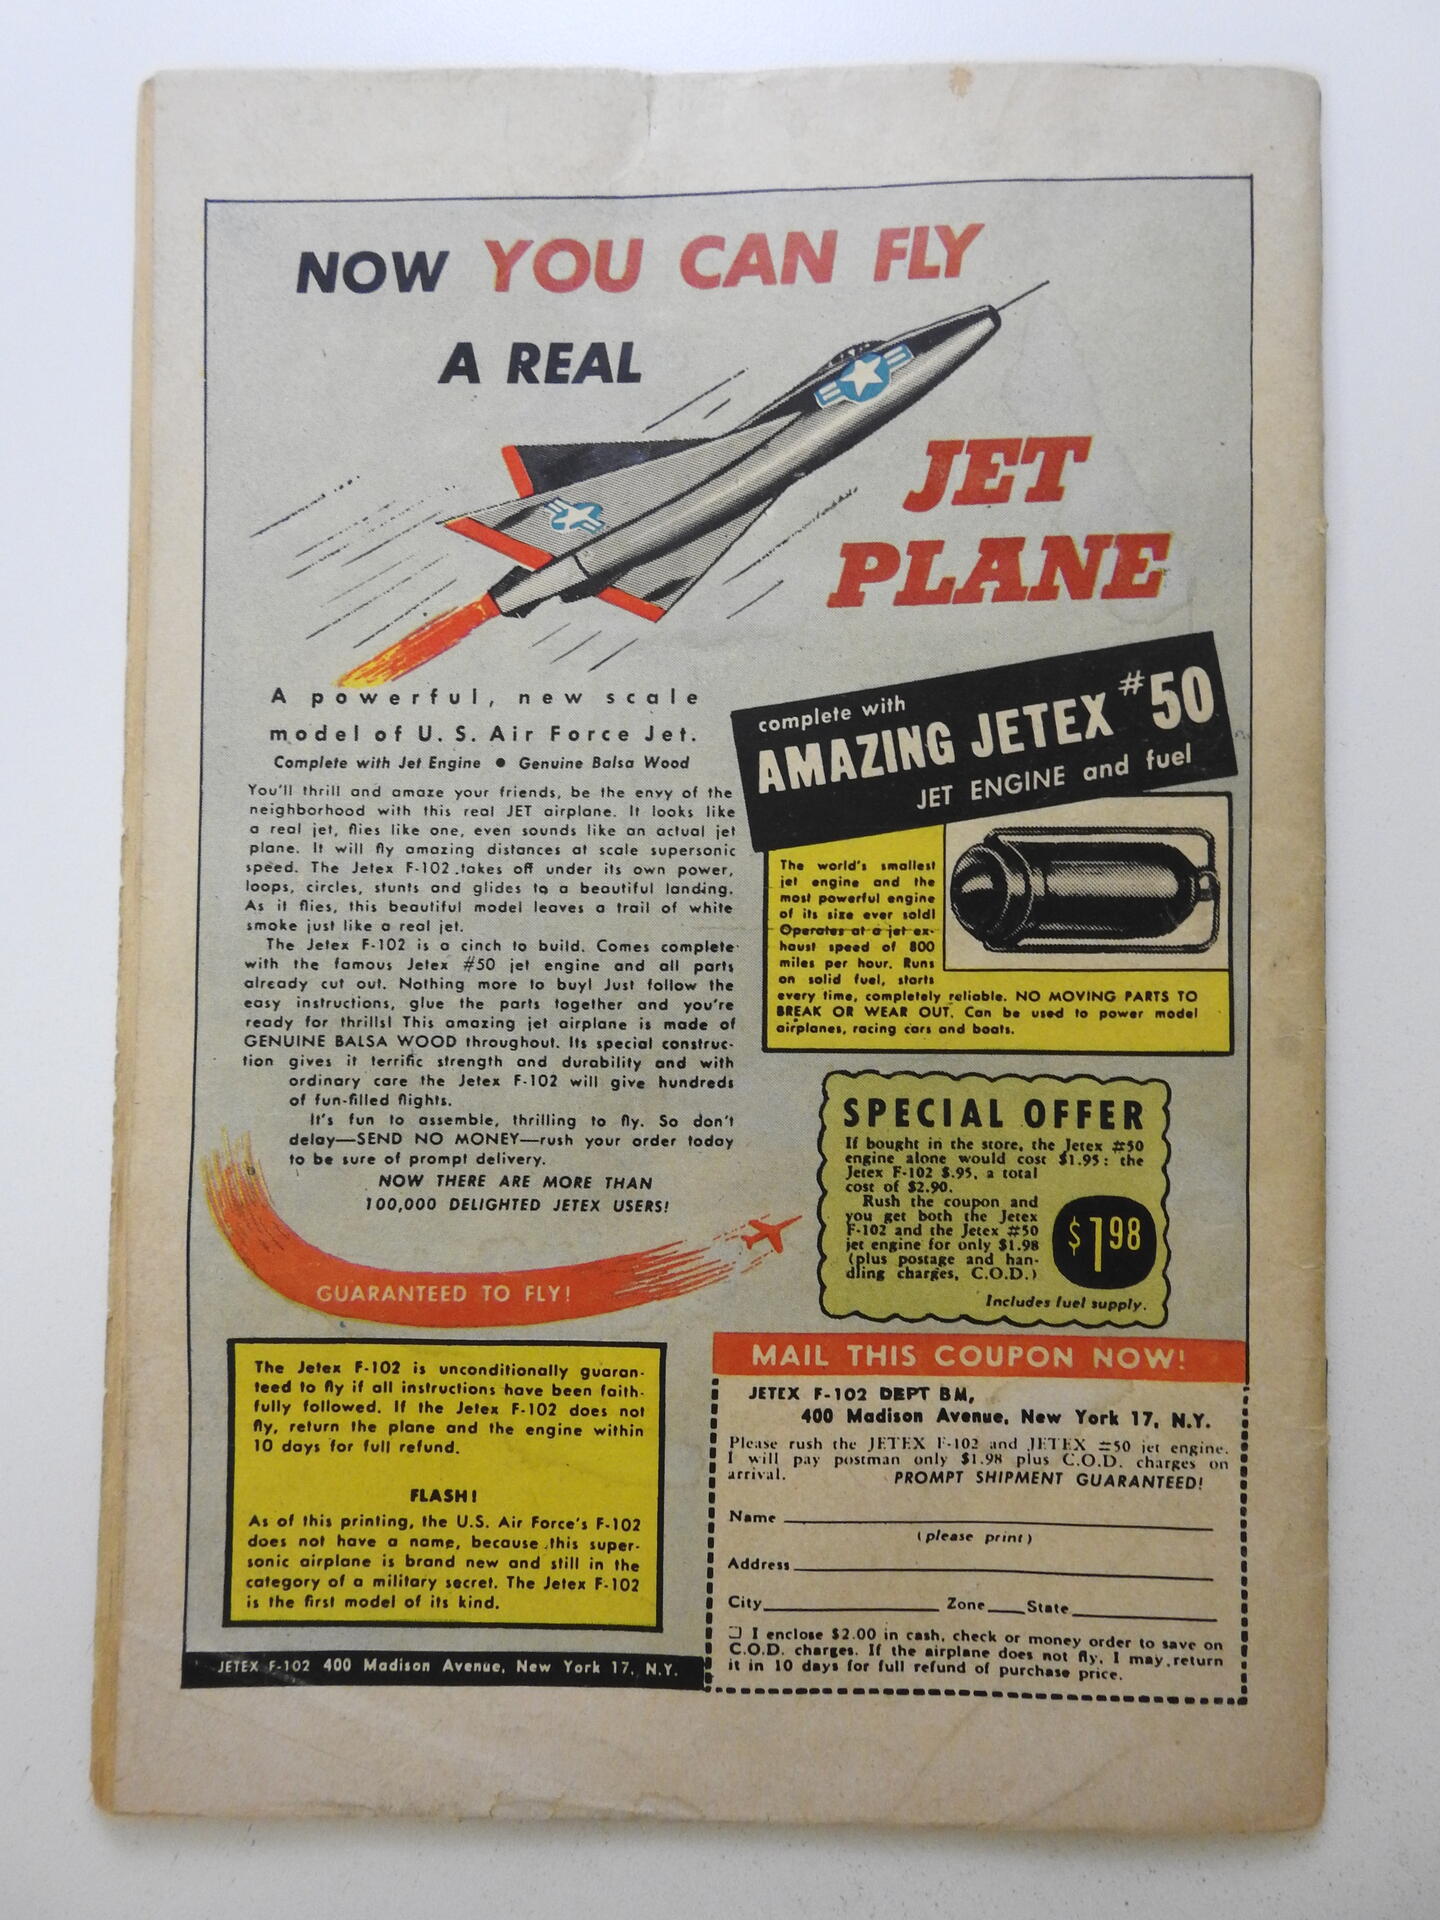 NOW YOU CAN FLY
A REAL
JET
PLANE
A powerful, new scale
model of U. S. Air Force Jet.
Complete with Jet Engine ● Genuine Balsa Wood
You'll thrill and amaze your friends, be the envy of the
neighborhood with this real JET airplane. It looks like
a real jet, flies like one, even sounds like an actual jet
plane. It will fly amazing distances at scale supersonic
speed. The Jetex F-102 takes off under its own power,
loops, circles, stunts and glides to a beautiful landing.
As it flies, this beautiful model leaves a trail of white
smoke just like a real jet.
The Jetex F-102 is a cinch to build. Comes complete
with the famous Jetex #50 jet engine and all parts
already cut out. Nothing more to buy! Just follow the
easy instructions, glue the parts together and you're
ready for thrills! This amazing jet airplane is made of
GENUINE BALSA WOOD throughout. Its special construc-
tion gives it terrific strength and durability and with
ordinary care the Jetex F-102 will give hundreds
of fun-filled flights.
It's fun to assemble, thrilling to fly. So don't
delay—SEND NO MONEY—rush your order today
to be sure of prompt delivery.
NOW THERE ARE MORE THAN
100,000 DELIGHTED JETEX USERS!
GUARANTEED TO FLY!
complete with
AMAZING JETEX #50
JET ENGINE and fuel
The world's smallest
jet engine and the
most powerful engine
of its size ever sold!
Operates at a jet ex-
haust speed of 800
miles per hour. Runs
on solid fuel, starts
every time, completely reliable. NO MOVING PARTS TO
BREAK OR WEAR OUT. Can be used to power model
airplanes, racing cars and boats.
SPECIAL OFFER
If bought in the store, the Jetex #50
engine alone would cost $1.95: the
Jetex F-102 $.95, a total
cost of $2.90.
Rush the coupon and
you get both the Jetex
F-102 and the Jetex #50
jet engine for only $1.98
(plus postage and han-
dling charges, C.O.D.)
$198
Includes fuel supply.
The Jetex F-102 is unconditionally guaran-
teed to fly if all instructions have been faith-
fully followed. If the Jetex F-102 does not
fly, return the plane and the engine within
10 days for full refund.
FLASH!
As of this printing, the U.S. Air Force's F-102
does not have a name, because this super-
sonic airplane is brand new and still in the
category of a military secret. The Jetex F-102
is the first model of its kind.
JETEX F-102 400 Madison Avenue, New York 17, N.Y.
MAIL THIS COUPON NOW!
JETEX F-102 DEPT BM,
400 Madison Avenue, New York 17, N.Y.
Please rush the JETEX F-102 and JETEX #50 jet engine.
I will pay postman only $1.98 plus C.O.D. charges on
arrival. PROMPT SHIPMENT GUARANTEED!
Name
(please print)
Address
City Zone State
I enclose $2.00 in cash, check or money order to save on
C.O.D. charges. If the airplane does not fly, I may return
it in 10 days for full refund of purchase price.